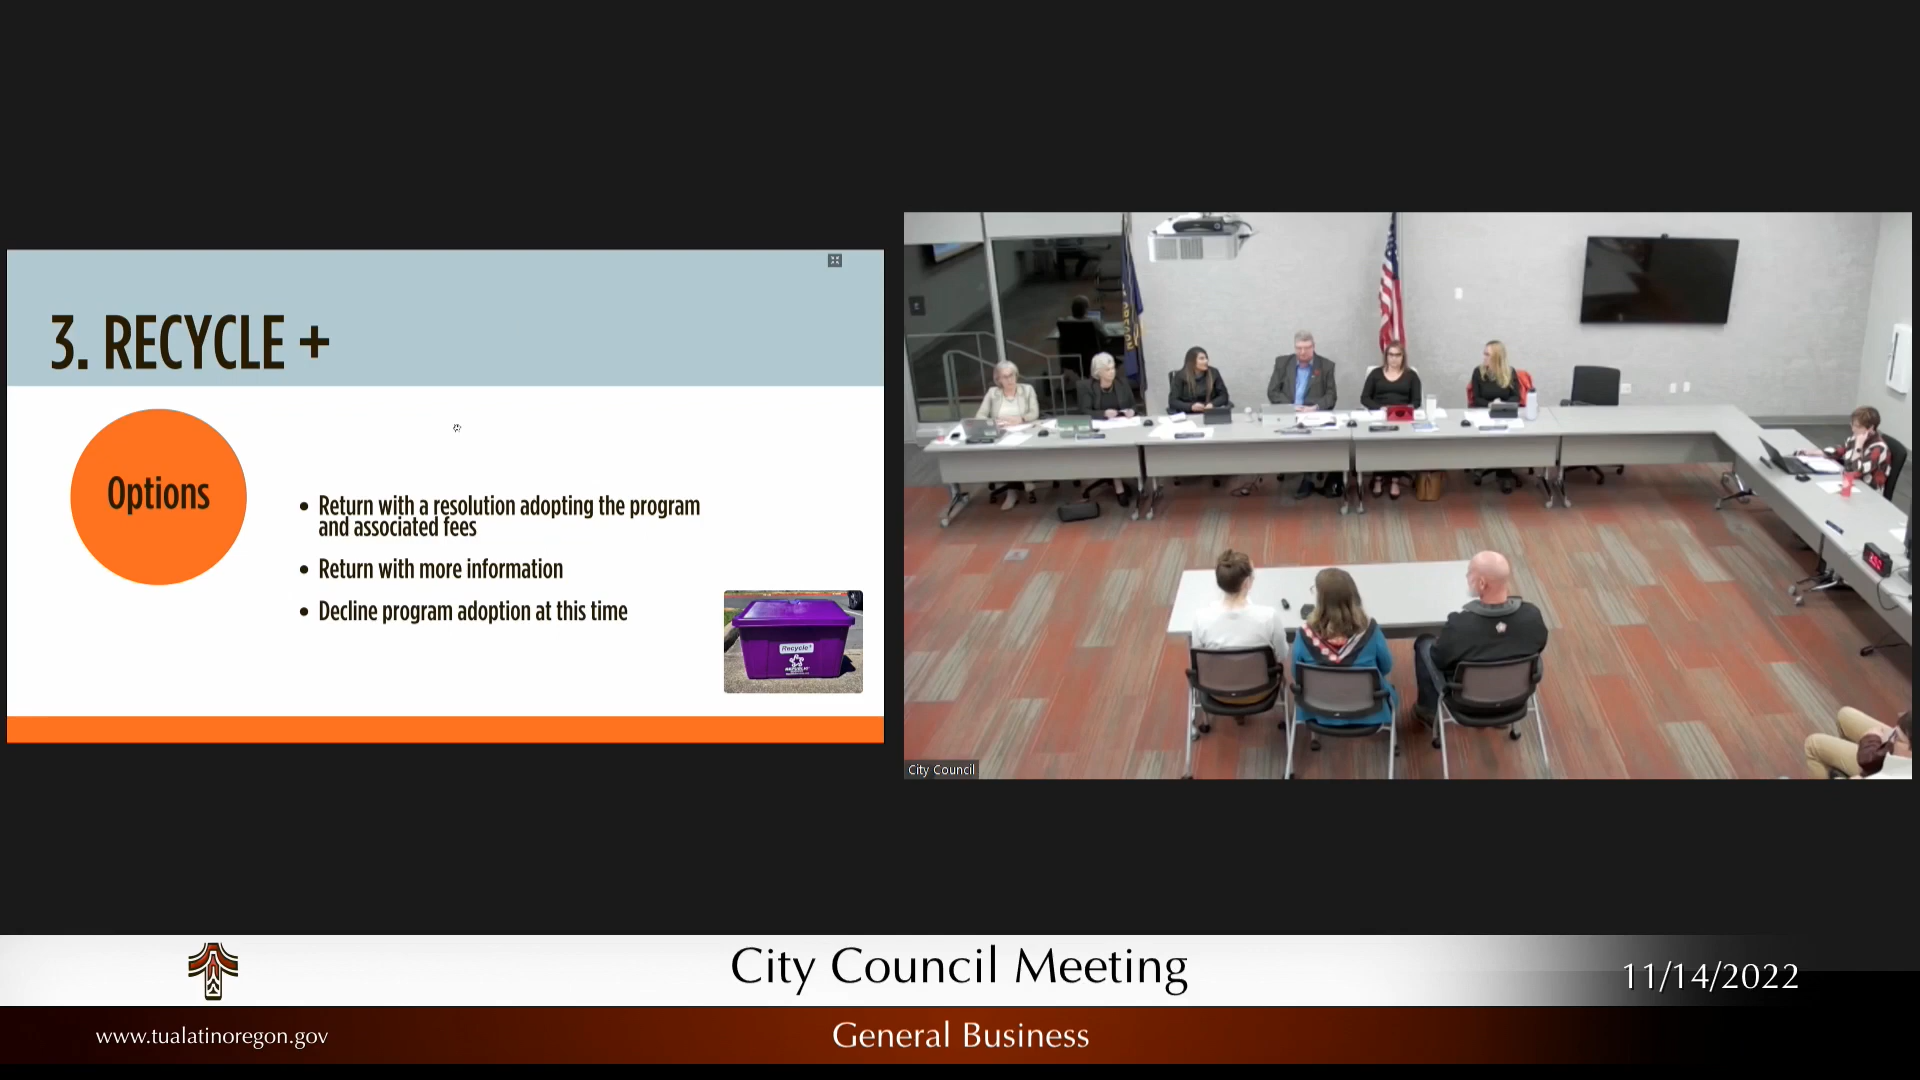 3. RECYCLE +
Options
• Return with a resolution adopting the program
and associated fees
• Return with more information
• Decline program adoption at this time
Recycle+
City Council
City Council Meeting
11/14/2022
www.tualatinoregon.gov
General Business